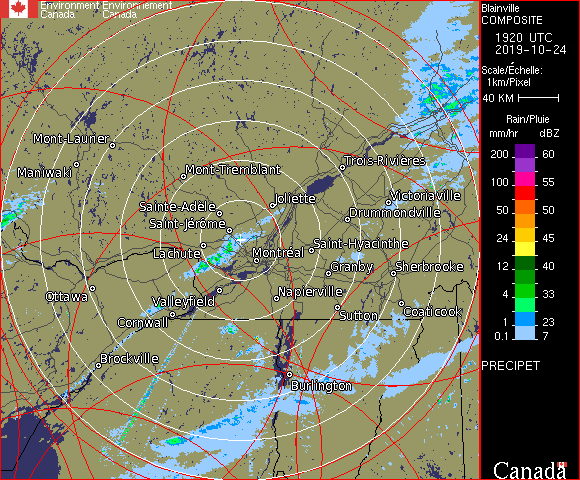 Environment Environnement
Canada Canada
Blainville
COMPOSITE
1920 UTC
2019-10-24
Scale/Échelle:
1km/Pixel
40 KM
Rain/Pluie
mm/hr dBZ
200 60
100 55
50 50
24 45
12 40
4 33
1 23
0.1 7
PRECIPET
Canada
Mont-Laurier
Maniwaki
Mont-Tremblant
Trois-Rivières
Joliette
Victoriaville
Sainte-Adèle
Drummondville
Saint-Jérôme
Saint-Hyacinthe
Lachute
Montréal
Granby
Sherbrooke
Ottawa
Valleyfield
Napierville
Cornwall
Sutton
Coaticook
Brockville
Burlington